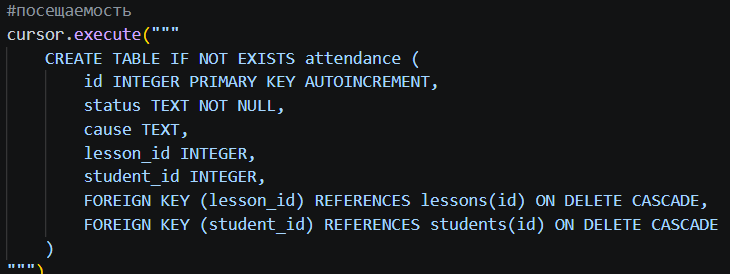 #посещаемость
cursor.execute("""
    CREATE TABLE IF NOT EXISTS attendance (
        id INTEGER PRIMARY KEY AUTOINCREMENT,
        status TEXT NOT NULL,
        cause TEXT,
        lesson_id INTEGER,
        student_id INTEGER,
        FOREIGN KEY (lesson_id) REFERENCES lessons(id) ON DELETE CASCADE,
        FOREIGN KEY (student_id) REFERENCES students(id) ON DELETE CASCADE
    )
""")